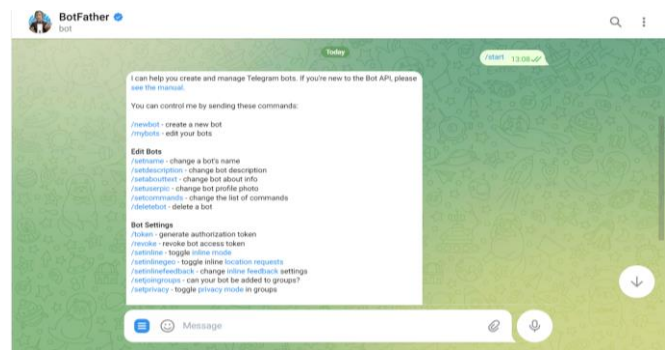 BotFather
bot
Today
/start 13:08
I can help you create and manage Telegram bots. If you're new to the Bot API, please
see the manual.
You can control me by sending these commands:
/newbot - create a new bot
/mybots - edit your bots
Edit Bots
/setname - change a bot's name
/setdescription - change bot description
/setabouttext - change bot about info
/setuserpic - change bot profile photo
/setcommands - change the list of commands
/deletebot - delete a bot
Bot Settings
/token - generate authorization token
/revoke - revoke bot access token
/setinline - toggle inline mode
/setinlinegeo - toggle inline location requests
/setinlinefeedback - change inline feedback settings
/setjoingroups - can your bot be added to groups?
/setprivacy - toggle privacy mode in groups
Message